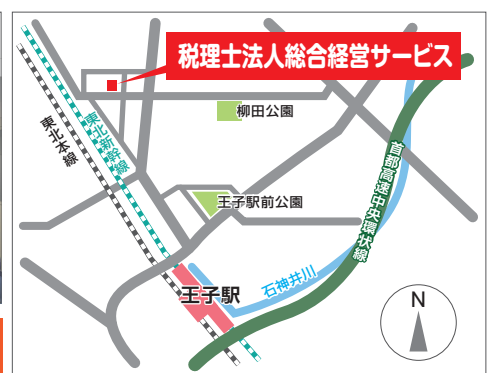 税理士法人総合経営サービス
柳田公園
東北本線
東北新幹線
首都高速中央環状線
王子駅前公園
石神井川
王子駅
N